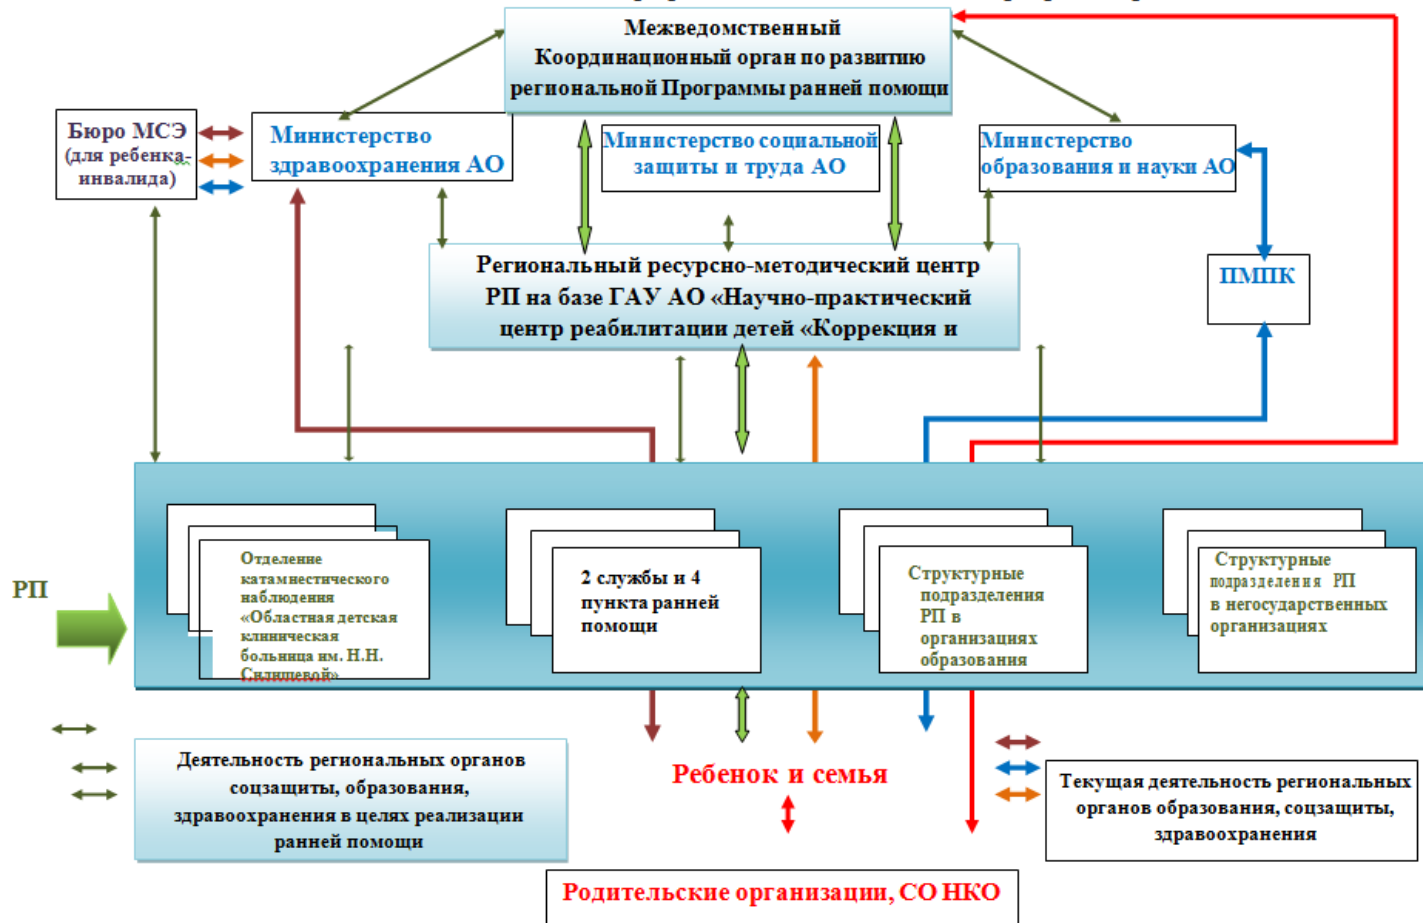 Межведомственный
Координационный орган по развитию
региональной Программы ранней помощи
Бюро МСЭ
(для ребенка-
инвалида)
Министерство
здравоохранения АО
Министерство социальной
защиты и труда АО
Министерство
образования и науки АО
Региональный ресурсно-методический центр
РП на базе ГАУ АО «Научно-практический
центр реабилитации детей «Коррекция и
ПМПК
РП
Отделение
катамнестического
наблюдения
«Областная детская
клиническая
больница им. Н.Н.
Силищевой»
2 службы и 4
пункта ранней
помощи
Структурные
подразделения
РП в
организациях
образования
Структурные
подразделения РП
в негосударственных
организациях
Деятельность региональных органов
соцзащиты, образования,
здравоохранения в целях реализации
ранней помощи
Ребенок и семья
Текущая деятельность региональных
органов образования, соцзащиты,
здравоохранения
Родительские организации, СО НКО